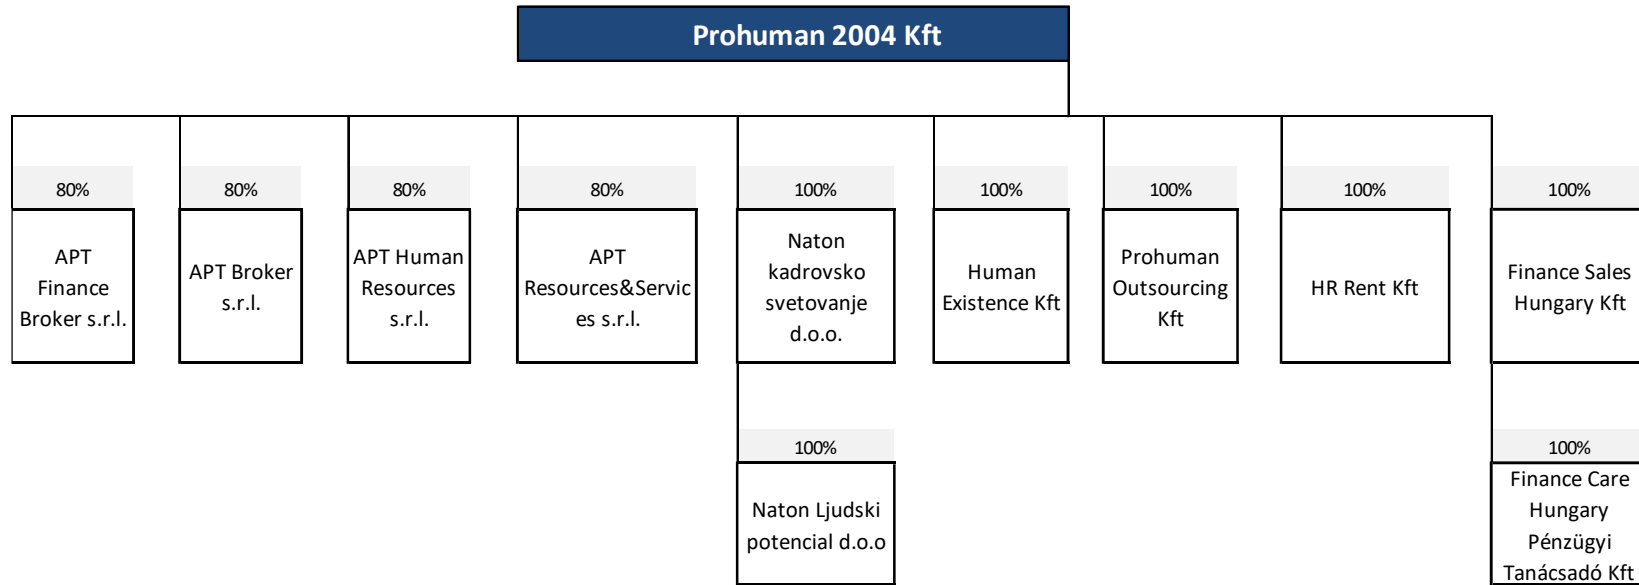 Prohuman 2004 Kft
80%
80%
80%
80%
100%
100%
100%
100%
100%
APT
Finance
Broker s.r.l.
APT Broker
s.r.l.
APT Human
Resources
s.r.l.
APT
Resources&Servic
es s.r.l.
Naton
kadrovsko
svetovanje
d.o.o.
Human
Existence Kft
Prohuman
Outsourcing
Kft
HR Rent Kft
Finance Sales
Hungary Kft
100%
100%
Naton Ljudski
potencial d.o.o
Finance Care
Hungary
Pénzügyi
Tanácsadó Kft